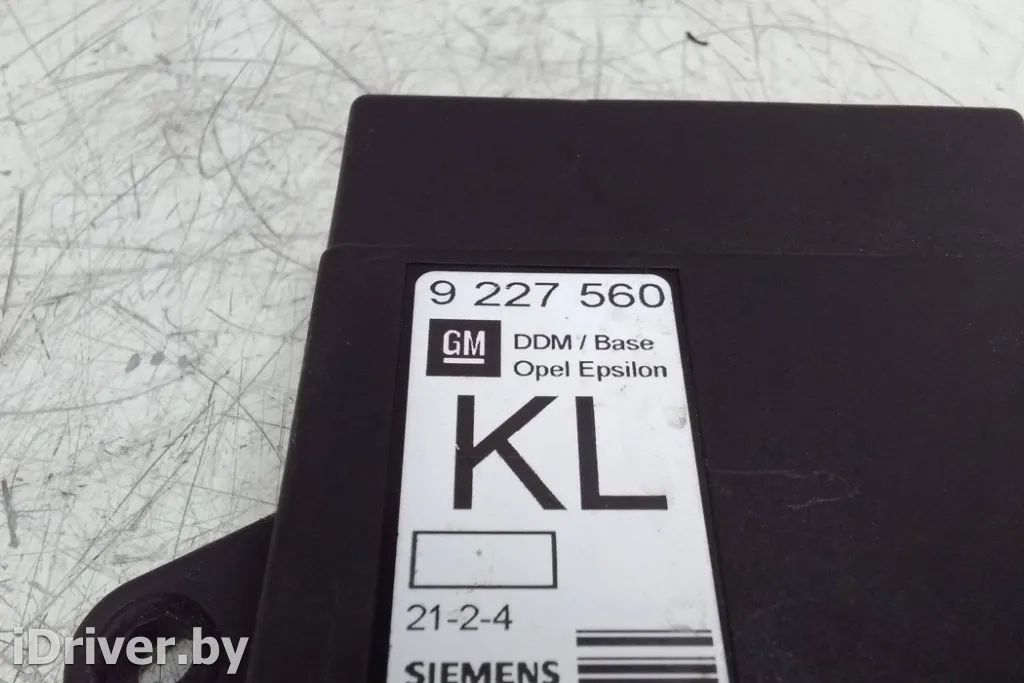 9 227 560
GM DDM / Base
Opel Epsilon
KL
21-2-4
SIEMENS
iDriver.by